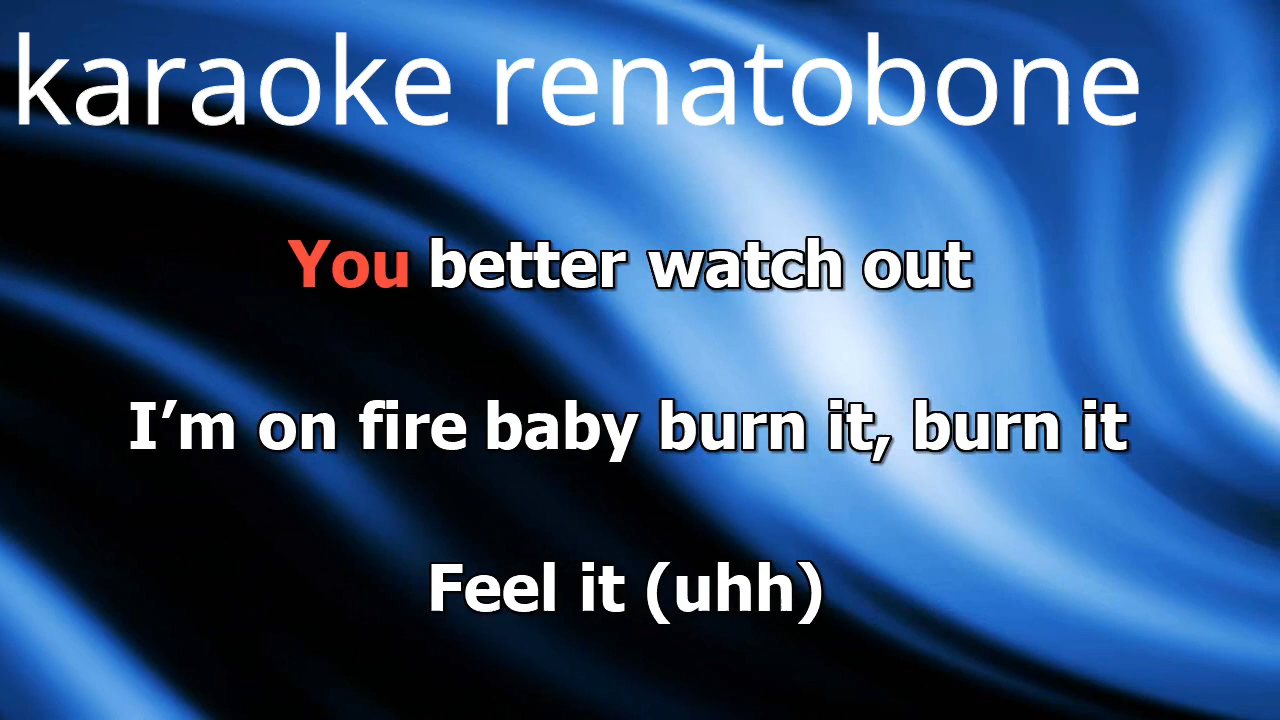 karaoke renatobone
You better watch out
I’m on fire baby burn it, burn it
Feel it (uhh)